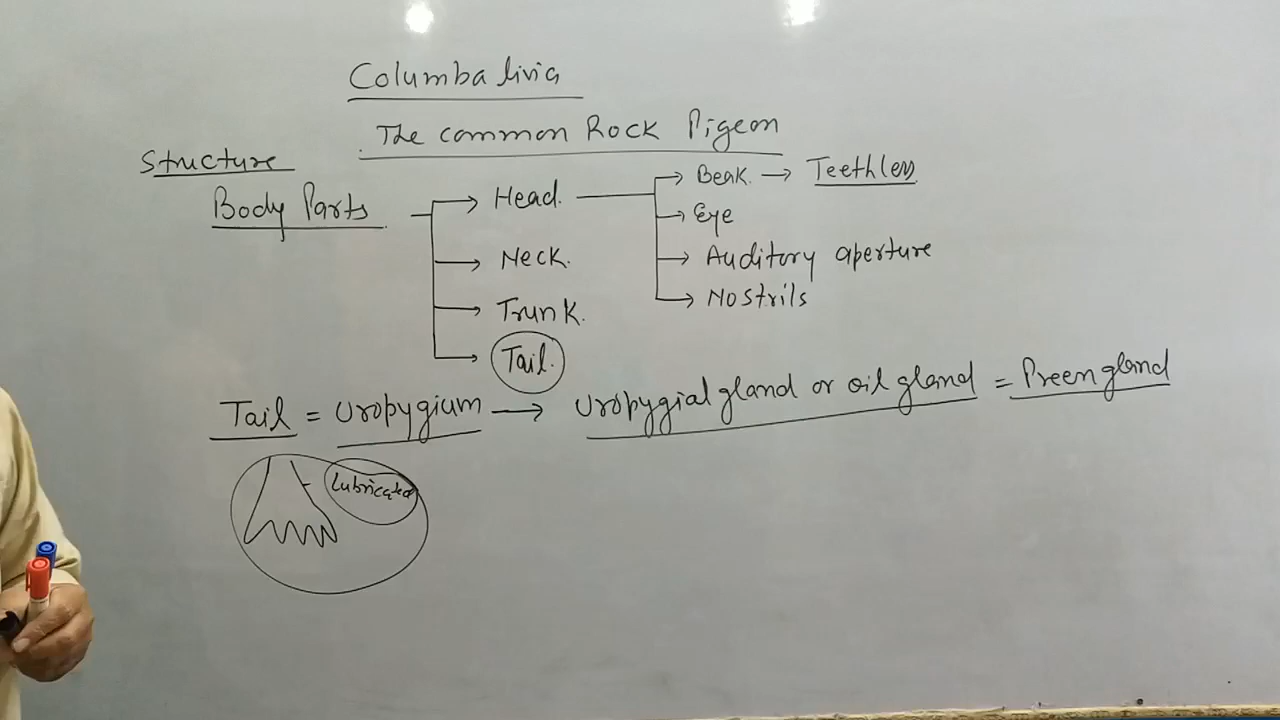 Columba livia
The common Rock Pigeon
Structure
Body Parts → Head. → Beak. → Teethless
→ Eye
→ Auditory aperture
→ Nostrils
→ Neck.
→ Trunk.
→ Tail.
Tail = Uropygium → Uropygial gland or oil gland = Preen gland
Lubricated